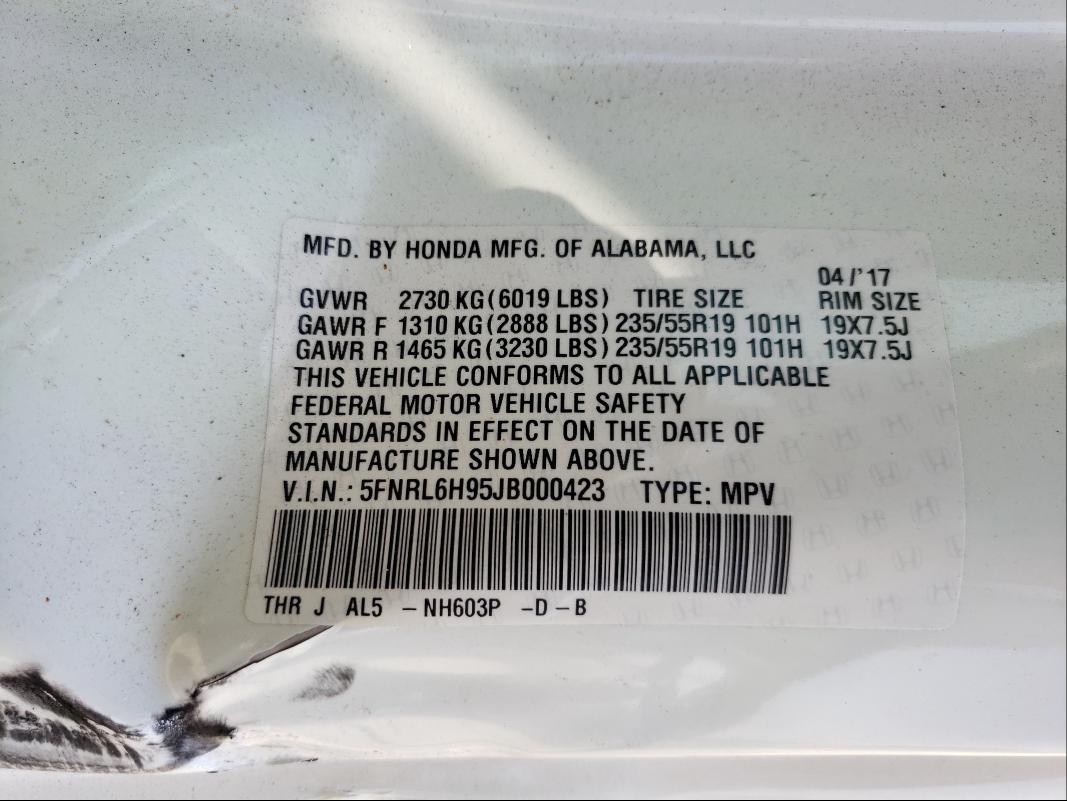 MFD. BY HONDA MFG. OF ALABAMA, LLC
04/'17
GVWR 2730 KG (6019 LBS) TIRE SIZE RIM SIZE
GAWR F 1310 KG (2888 LBS) 235/55R19 101H 19X7.5J
GAWR R 1465 KG (3230 LBS) 235/55R19 101H 19X7.5J
THIS VEHICLE CONFORMS TO ALL APPLICABLE
FEDERAL MOTOR VEHICLE SAFETY
STANDARDS IN EFFECT ON THE DATE OF
MANUFACTURE SHOWN ABOVE.
V.I.N.: 5FNRL6H95JB000423 TYPE: MPV
THR J AL5 - NH603P - D - B